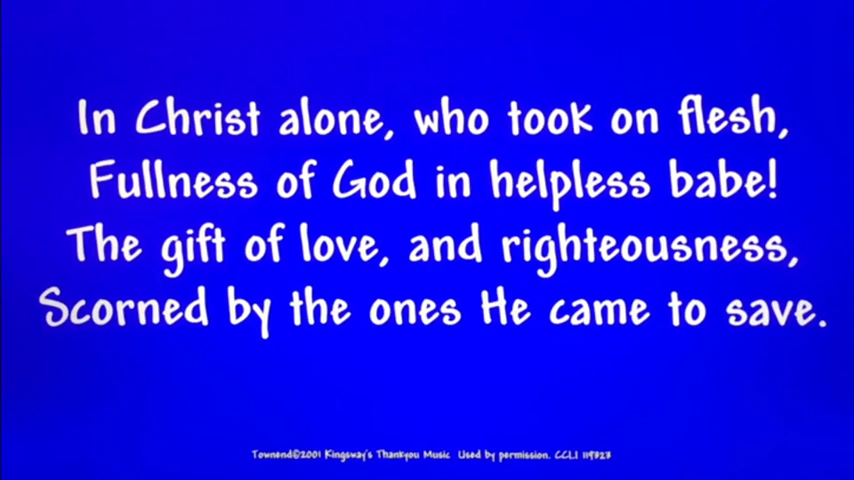 In Christ alone, who took on flesh,
Fullness of God in helpless babe!
The gift of love, and righteousness,
Scorned by the ones He came to save.
Townend©2001 Kingsway's Thankyou Music Used by permission. CCLI